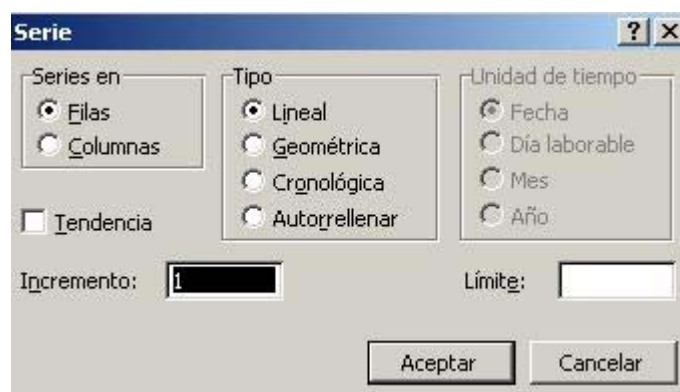 Serie
Series en
Filas
Columnas
Tendencia
Tipo
Lineal
Geométrica
Cronológica
Autorrellenar
Unidad de tiempo
Fecha
Día laborable
Mes
Año
Incremento: 1
Límite:
Aceptar
Cancelar